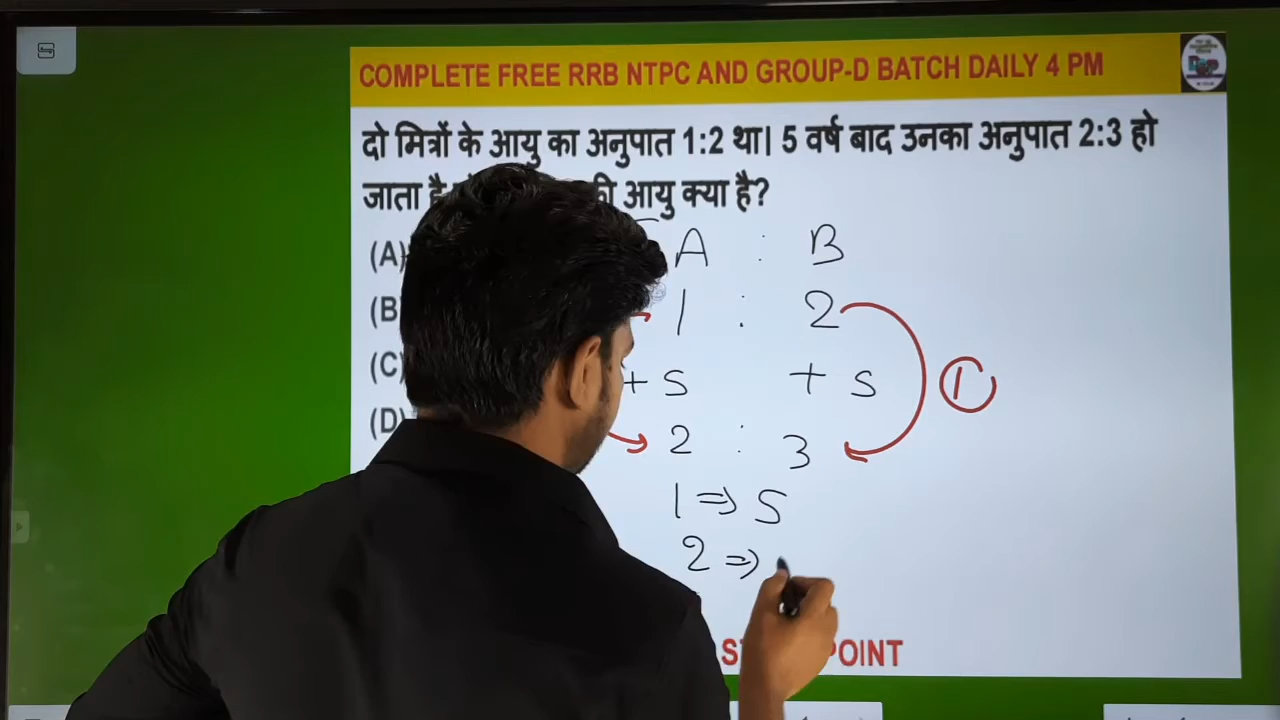 COMPLETE FREE RRB NTPC AND GROUP-D BATCH DAILY 4 PM
दो मित्रों के आयु का अनुपात 1:2 था| 5 वर्ष बाद उनका अनुपात 2:3 हो
जाता है की आयु क्या है?
(A)
A : B
(B
1 : 2
(C)
+ 5 + 5
1
(D)
2 : 3
1 ⇒ 5
2 ⇒
POINT